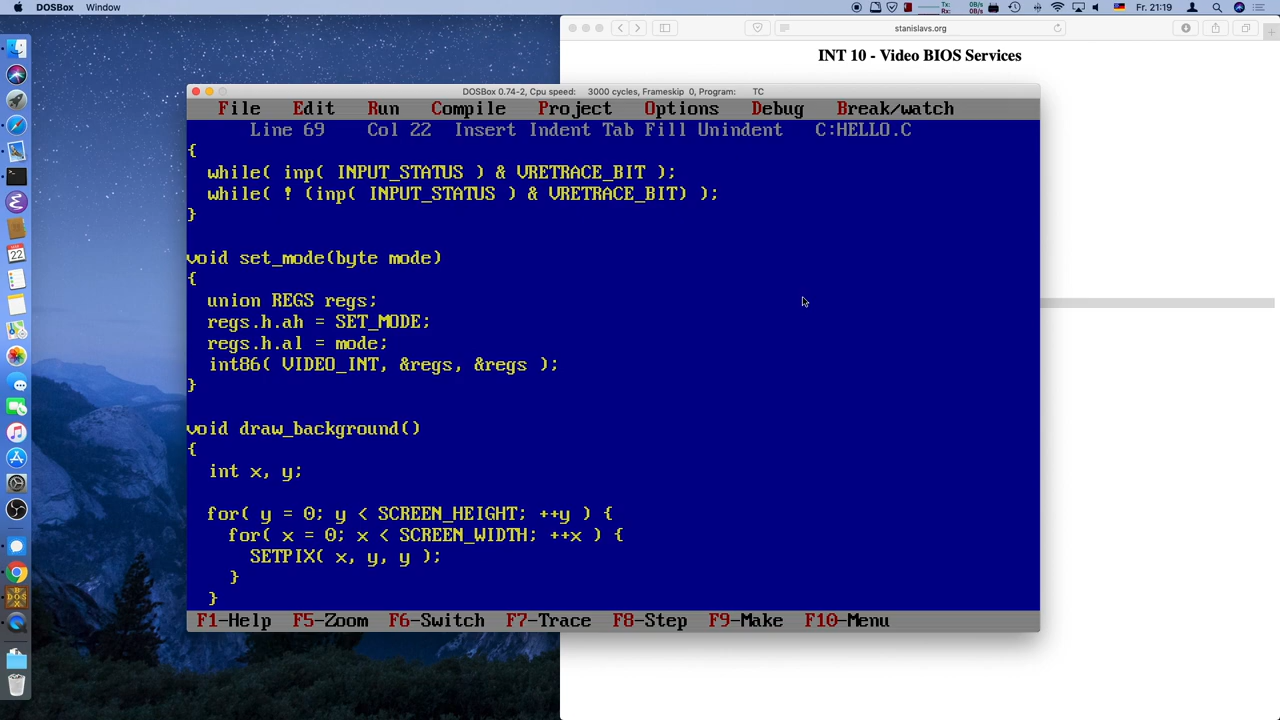 DOSBox Window
Tx: 0B/s
Rx: 0B/s
Fr. 21:19
stanislavs.org
INT 10 - Video BIOS Services
DOSBox 0.74-2, Cpu speed: 3000 cycles, Frameskip 0, Program: TC
File Edit Run Compile Project Options Debug Break/watch
Line 69 Col 22 Insert Indent Tab Fill Unindent C:HELLO.C
{
while( inp( INPUT_STATUS ) & VRETRACE_BIT );
while( ! (inp( INPUT_STATUS ) & VRETRACE_BIT) );
}
void set_mode(byte mode)
{
union REGS regs;
regs.h.ah = SET_MODE;
regs.h.al = mode;
int86( VIDEO_INT, &regs, &regs );
}
void draw_background()
{
int x, y;
for( y = 0; y < SCREEN_HEIGHT; ++y ) {
for( x = 0; x < SCREEN_WIDTH; ++x ) {
SETPIX( x, y, y );
}
}
F1-Help F5-Zoom F6-Switch F7-Trace F8-Step F9-Make F10-Menu